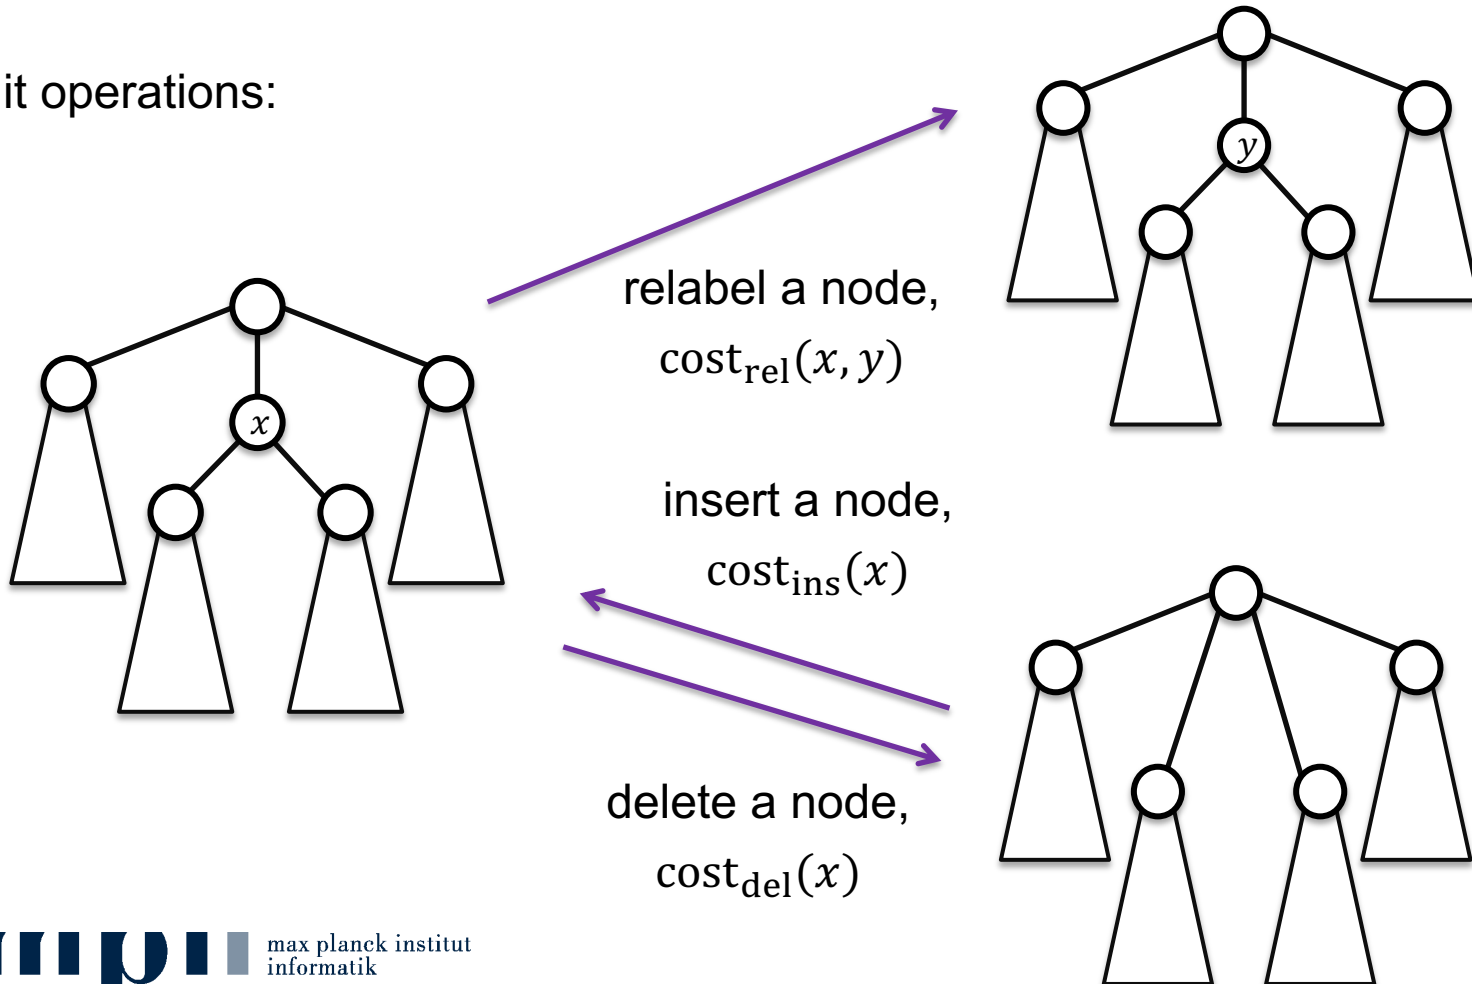 it operations:
y
relabel a node,
cost_rel(x, y)
x
insert a node,
cost_ins(x)
delete a node,
cost_del(x)
max planck institut
informatik